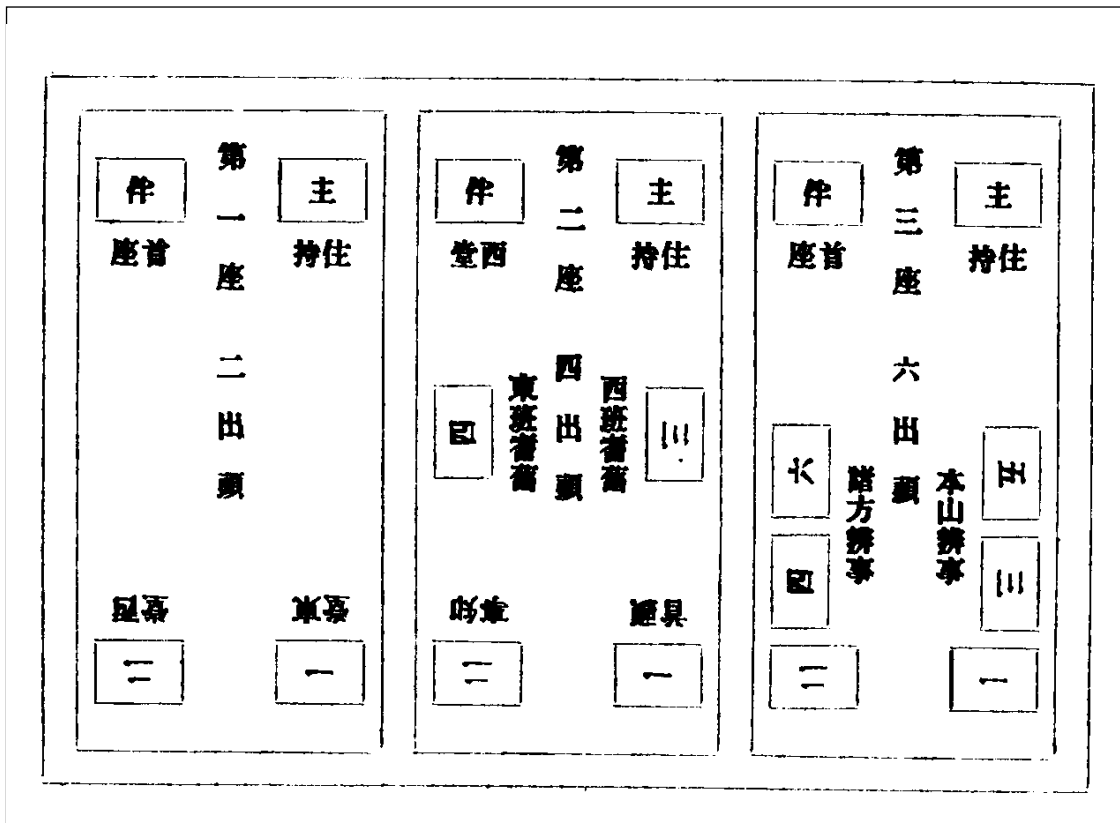 第一座 二出頭
主
住持
伴
首座
東堂
一
西堂
二
第二座 四出頭
主
住持
伴
西堂
西班耆舊
三
東班耆舊
四
頭首
一
知事
二
第三座 六出頭
主
住持
伴
首座
本山辨事
五
三
一
諸方辨事
六
四
二